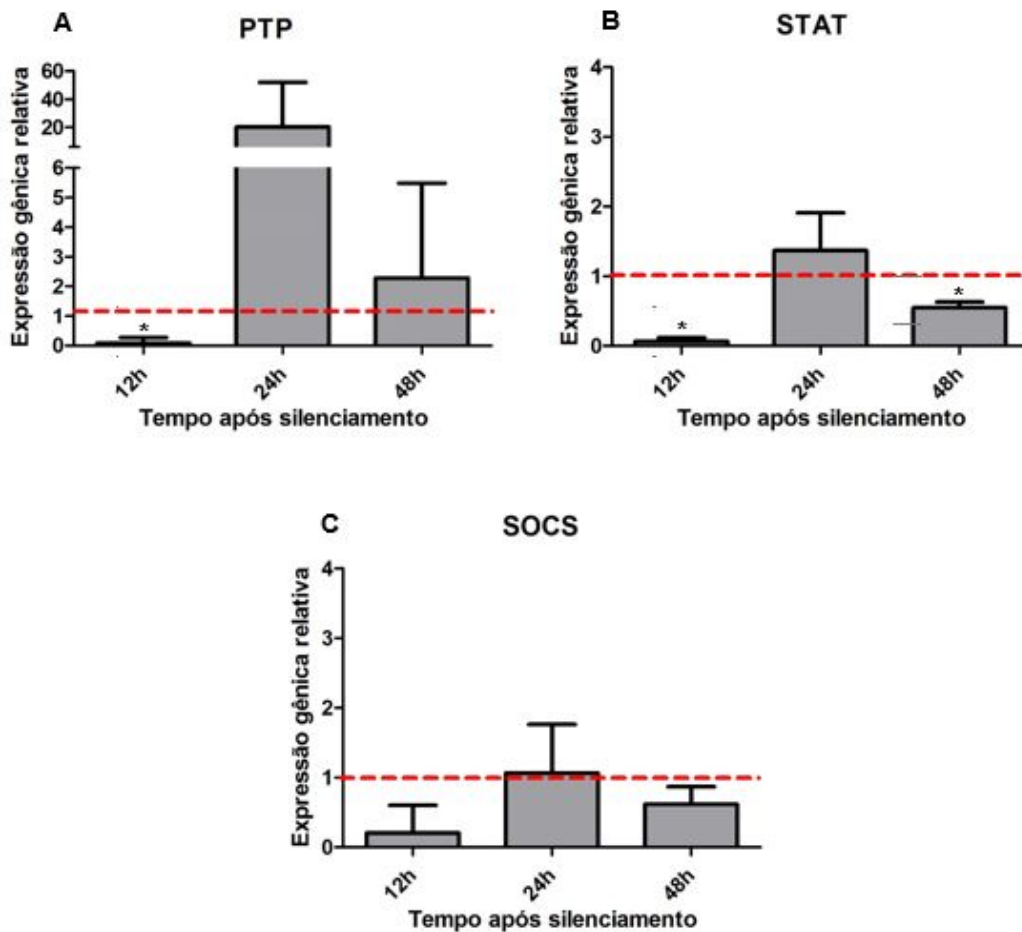 A
PTP
Expressão gênica relativa
60
40
20
6
5
4
3
2
1
0
*
12h
24h
48h
Tempo após silenciamento
B
STAT
Expressão gênica relativa
4
3
2
1
0
*
*
12h
24h
48h
Tempo após silenciamento
C
SOCS
Expressão gênica relativa
4
3
2
1
0
12h
24h
48h
Tempo após silenciamento